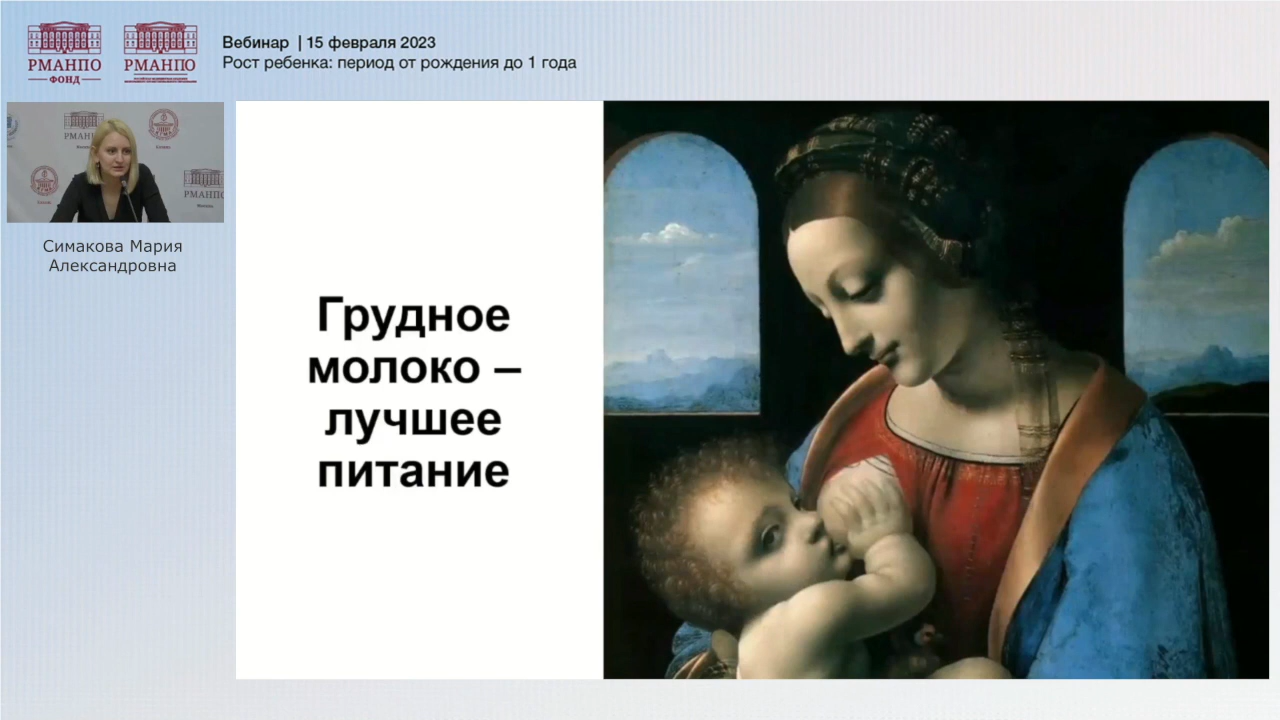 РМАНПО
ФОНД
РМАНПО
Вебинар | 15 февраля 2023
Рост ребенка: период от рождения до 1 года
РМАНПО
РМАНПО
Симакова Мария
Александровна
Грудное
молоко –
лучшее
питание